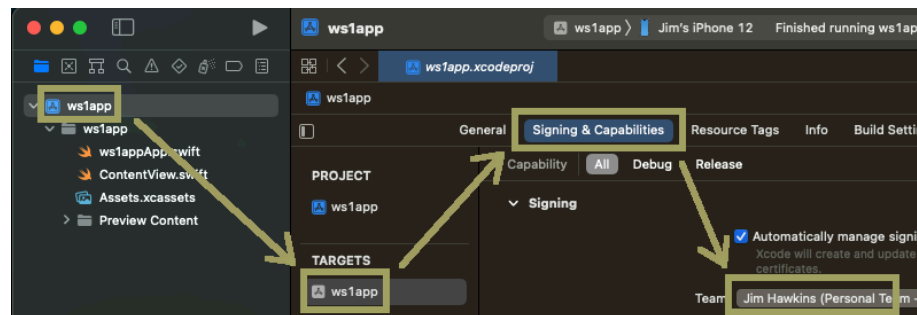 ws1app
ws1app 〉 Jim's iPhone 12 Finished running ws1ap
ws1app.xcodeproj
ws1app
ws1app
ws1app
ws1appApp.swift
ContentView.swift
Assets.xcassets
Preview Content
General Signing & Capabilities Resource Tags Info Build Setti
Capability All Debug Release
PROJECT
ws1app
TARGETS
ws1app
Signing
Automatically manage signi
Xcode will create and update
certificates.
Team Jim Hawkins (Personal Team -